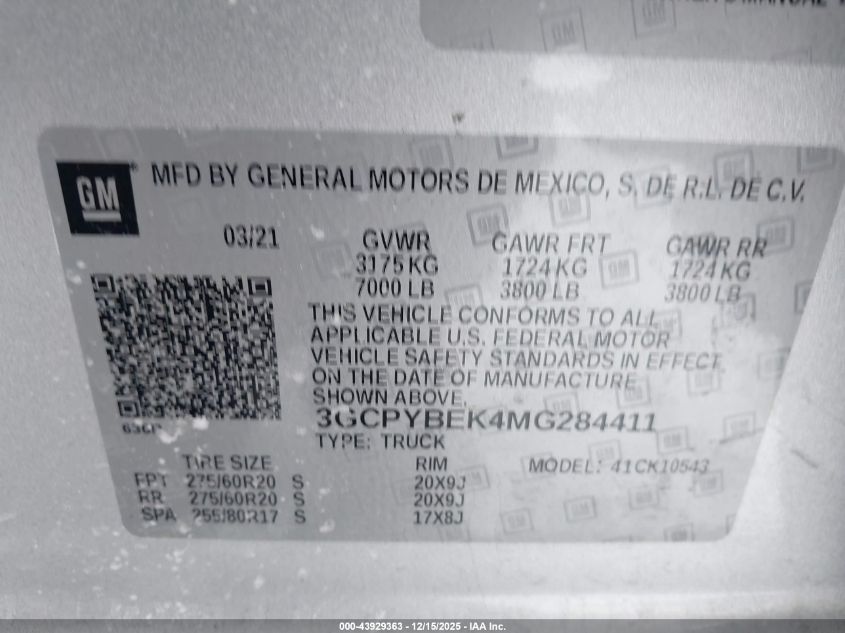 MANUAL
GM
MFD BY GENERAL MOTORS DE MEXICO, S. DE R.L. DE C.V.
03/21 GVWR GAWR FRT GAWR RR
3175 KG 1724 KG 1724 KG
7000 LB 3800 LB 3800 LB
THIS VEHICLE CONFORMS TO ALL
APPLICABLE U.S. FEDERAL MOTOR
VEHICLE SAFETY STANDARDS IN EFFECT
ON THE DATE OF MANUFACTURE
SHOWN ABOVE.
3GCPYBEK4MG284411
63CP
TYPE: TRUCK
TIRE SIZE RIM MODEL: 41CK10543
FRT 275/60R20 S 20X9J
RR 275/60R20 S 20X9J
SPA 255/80R17 S 17X8J
000-43929363 - 12/15/2025 - IAA Inc.